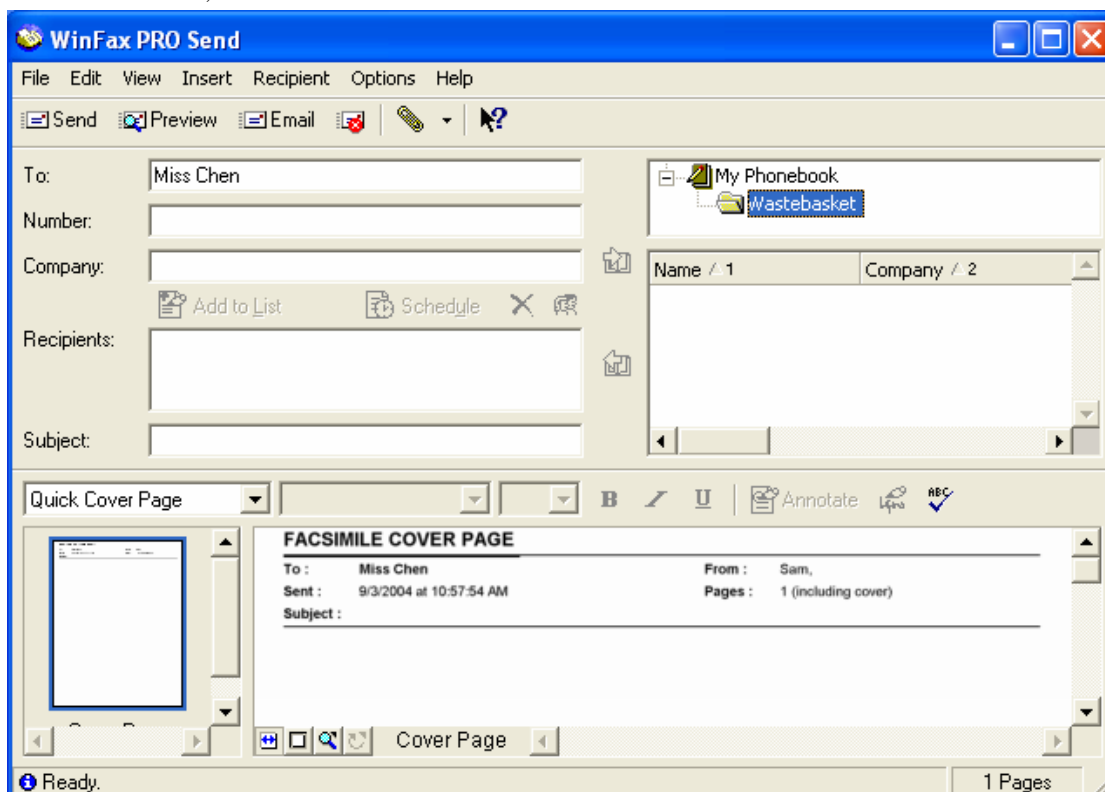 WinFax PRO Send
File Edit View Insert Recipient Options Help
Send Preview Email
To: Miss Chen
My Phonebook
Wastebasket
Number:
Company:
Name 1 Company 2
Add to List Schedule
Recipients:
Subject:
Quick Cover Page B I U Annotate ABC
FACSIMILE COVER PAGE
To : Miss Chen From : Sam,
Sent : 9/3/2004 at 10:57:54 AM Pages : 1 (including cover)
Subject :
Cover Page
Ready. 1 Pages